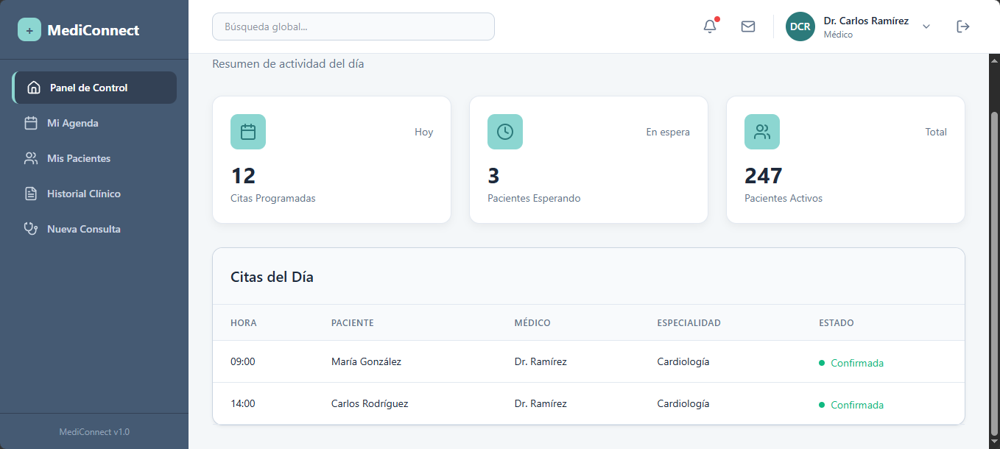 MediConnect
Panel de Control
Mi Agenda
Mis Pacientes
Historial Clínico
Nueva Consulta
MediConnect v1.0
Búsqueda global...
DCR
Dr. Carlos Ramírez
Médico
Resumen de actividad del día
Hoy
12
Citas Programadas
En espera
3
Pacientes Esperando
Total
247
Pacientes Activos
Citas del Día
HORA PACIENTE MÉDICO ESPECIALIDAD ESTADO
09:00 María González Dr. Ramírez Cardiología Confirmada
14:00 Carlos Rodríguez Dr. Ramírez Cardiología Confirmada